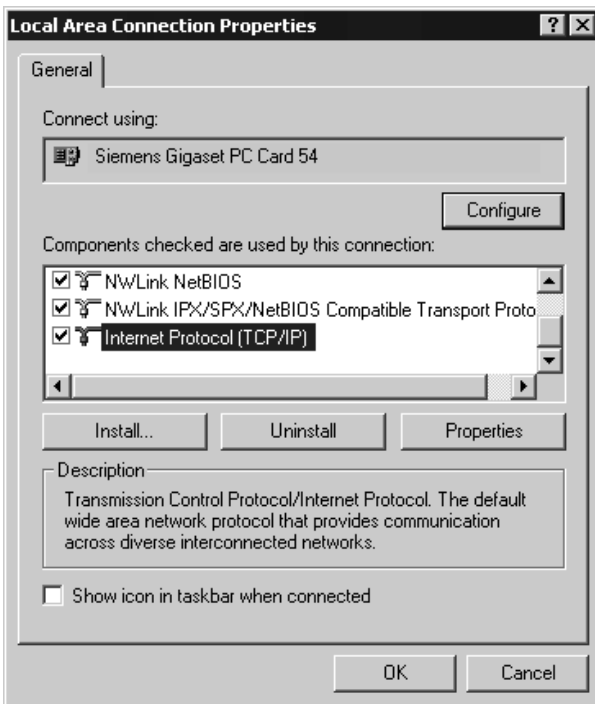 Local Area Connection Properties
General
Connect using:
Siemens Gigaset PC Card 54
Configure
Components checked are used by this connection:
NWLink NetBIOS
NWLink IPX/SPX/NetBIOS Compatible Transport Proto
Internet Protocol (TCP/IP)
Install... Uninstall Properties
Description
Transmission Control Protocol/Internet Protocol. The default
wide area network protocol that provides communication
across diverse interconnected networks.
Show icon in taskbar when connected
OK Cancel